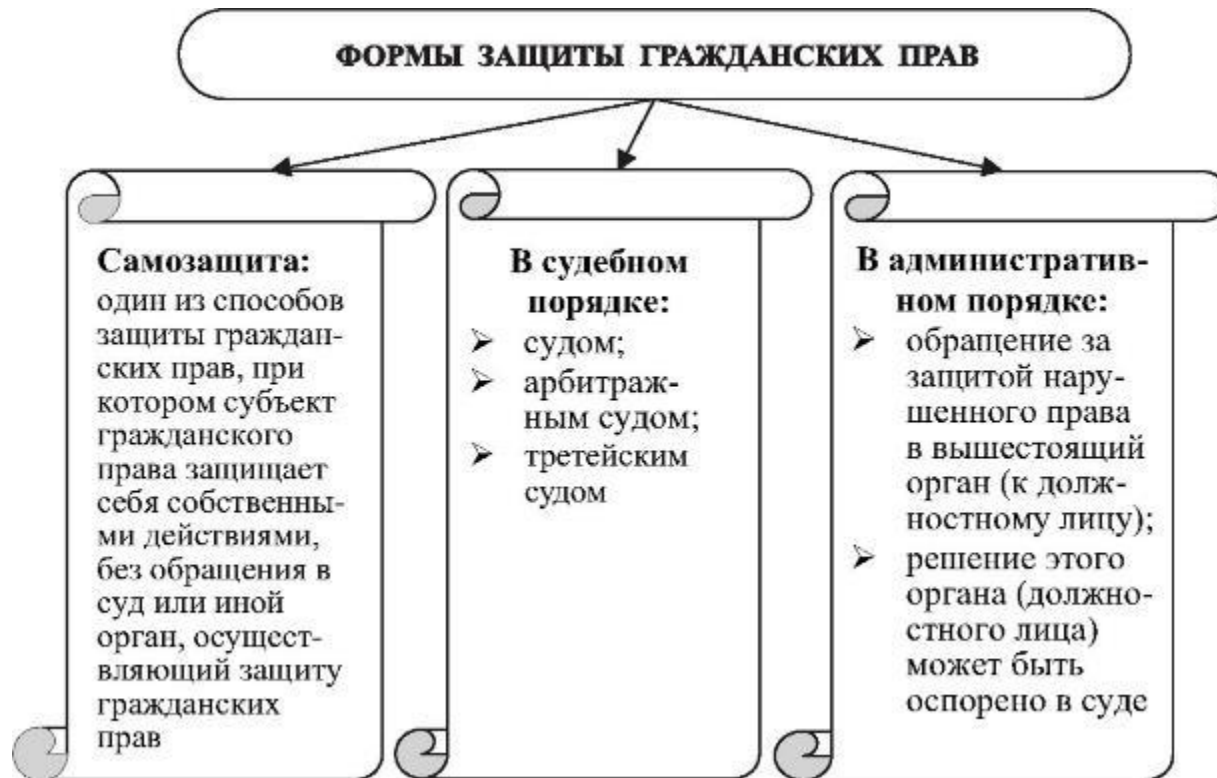 ФОРМЫ ЗАЩИТЫ ГРАЖДАНСКИХ ПРАВ
Самозащита:
один из способов
защиты граждан-
ских прав, при
котором субъект
гражданского
права защищает
себя собственны-
ми действиями,
без обращения в
суд или иной
орган, осущест-
вляющий защиту
гражданских
прав
В судебном
порядке:
➢ судом;
➢ арбитраж-
ным судом;
➢ третейским
судом
В административ-
ном порядке:
➢ обращение за
защитой нару-
шенного права
в вышестоящий
орган (к долж-
ностному лицу);
➢ решение этого
органа (должно-
стного лица)
может быть
оспорено в суде